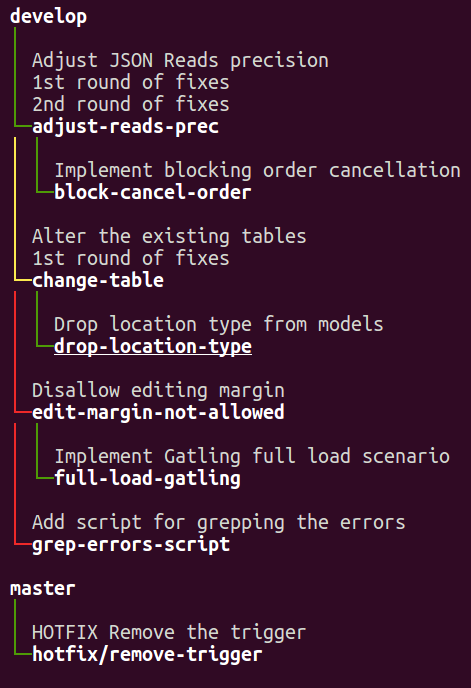 develop
Adjust JSON Reads precision
1st round of fixes
2nd round of fixes
adjust-reads-prec
Implement blocking order cancellation
block-cancel-order
Alter the existing tables
1st round of fixes
change-table
Drop location type from models
drop-location-type
Disallow editing margin
edit-margin-not-allowed
Implement Gatling full load scenario
full-load-gatling
Add script for grepping the errors
grep-errors-script
master
HOTFIX Remove the trigger
hotfix/remove-trigger